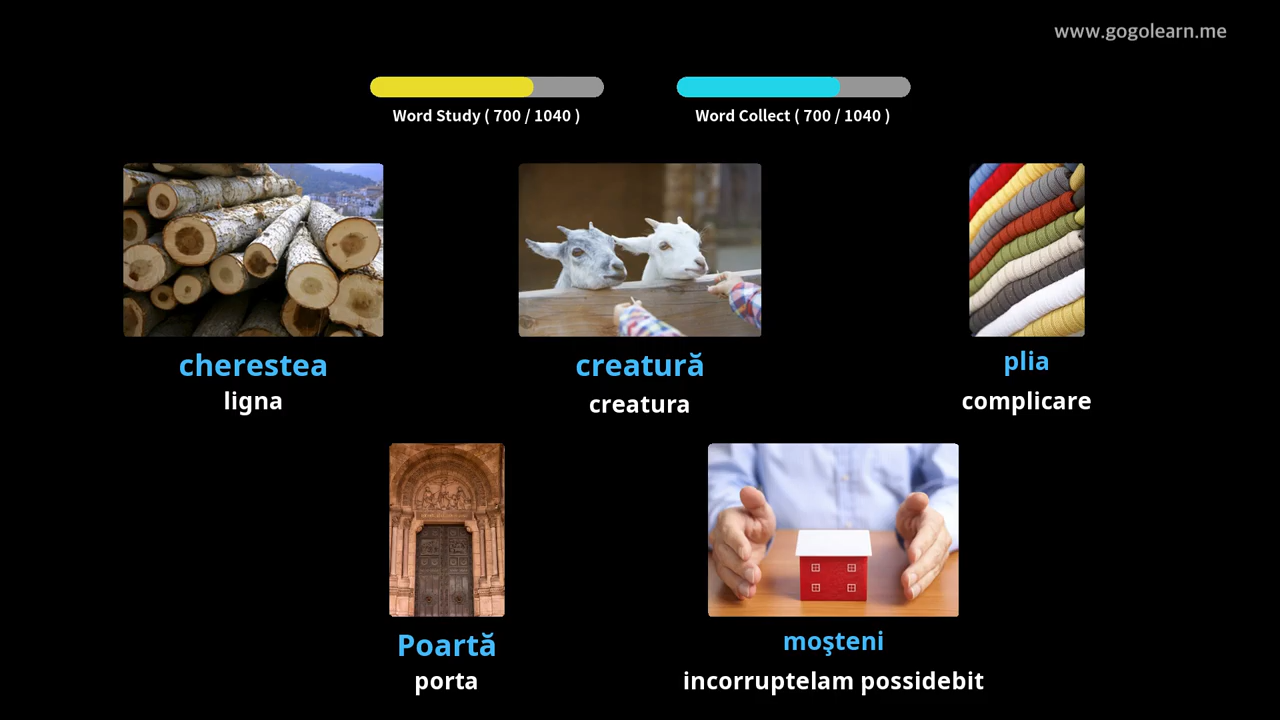 www.gogolearn.me
Word Study ( 700 / 1040 )
Word Collect ( 700 / 1040 )
cherestea
ligna
creatură
creatura
plia
complicare
Poartă
porta
moşteni
incorruptelam possidebit